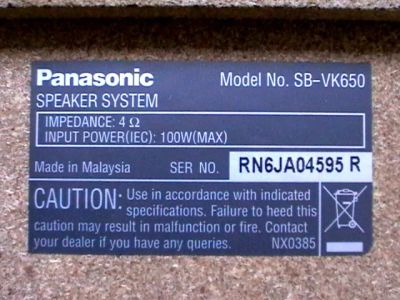 Panasonic Model No. SB-VK650
SPEAKER SYSTEM
IMPEDANCE: 4 Ω
INPUT POWER(IEC): 100W(MAX)
Made in Malaysia SER NO. RN6JA04595 R
CAUTION: Use in accordance with indicated
specifications. Failure to heed this
caution may result in malfunction or fire. Contact
your dealer if you have any queries. NX0385